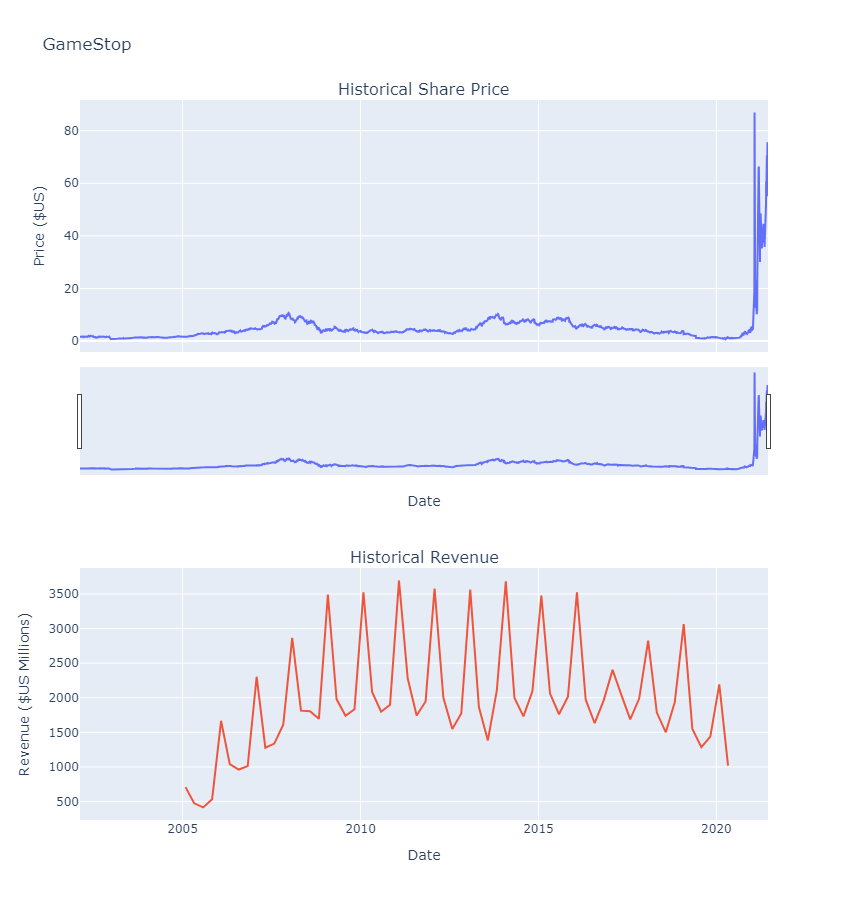 GameStop
Historical Share Price
Price ($US)
80
60
40
20
0
Date
Historical Revenue
Revenue ($US Millions)
3500
3000
2500
2000
1500
1000
500
2005
2010
2015
2020
Date